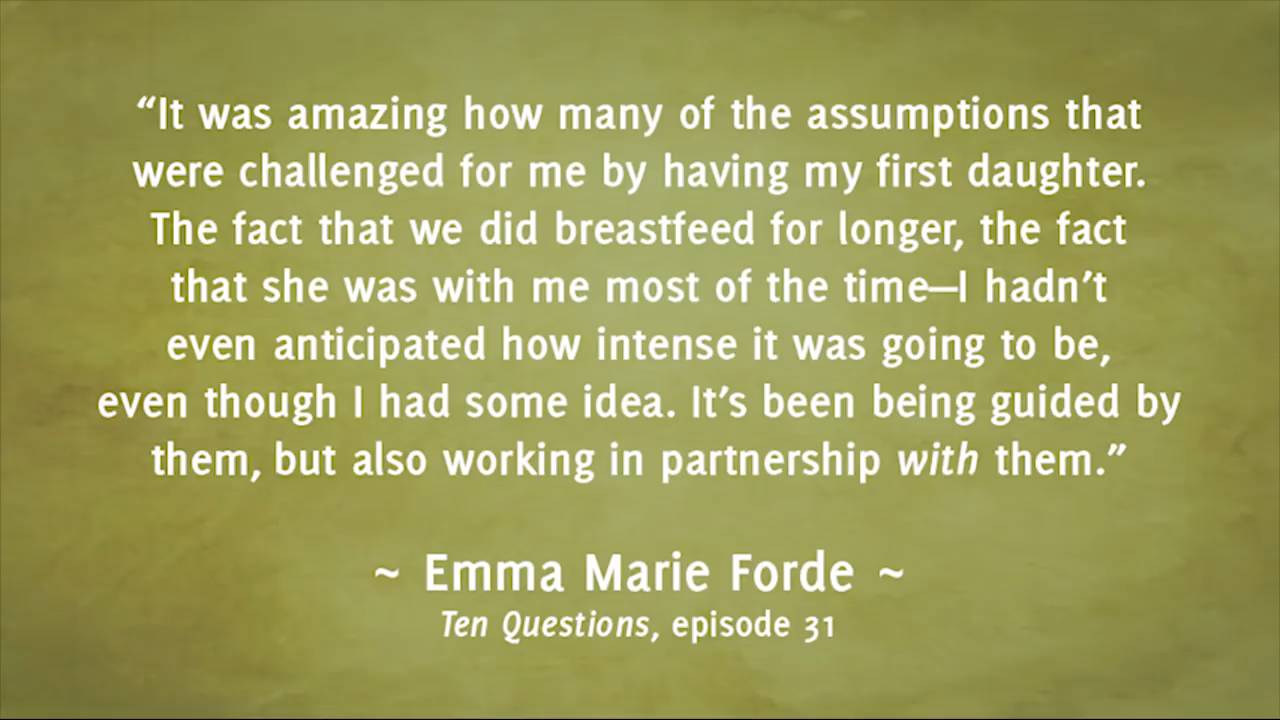 “It was amazing how many of the assumptions that
were challenged for me by having my first daughter.
The fact that we did breastfeed for longer, the fact
that she was with me most of the time—I hadn’t
even anticipated how intense it was going to be,
even though I had some idea. It’s been being guided by
them, but also working in partnership with them.”
~ Emma Marie Forde ~
Ten Questions, episode 31